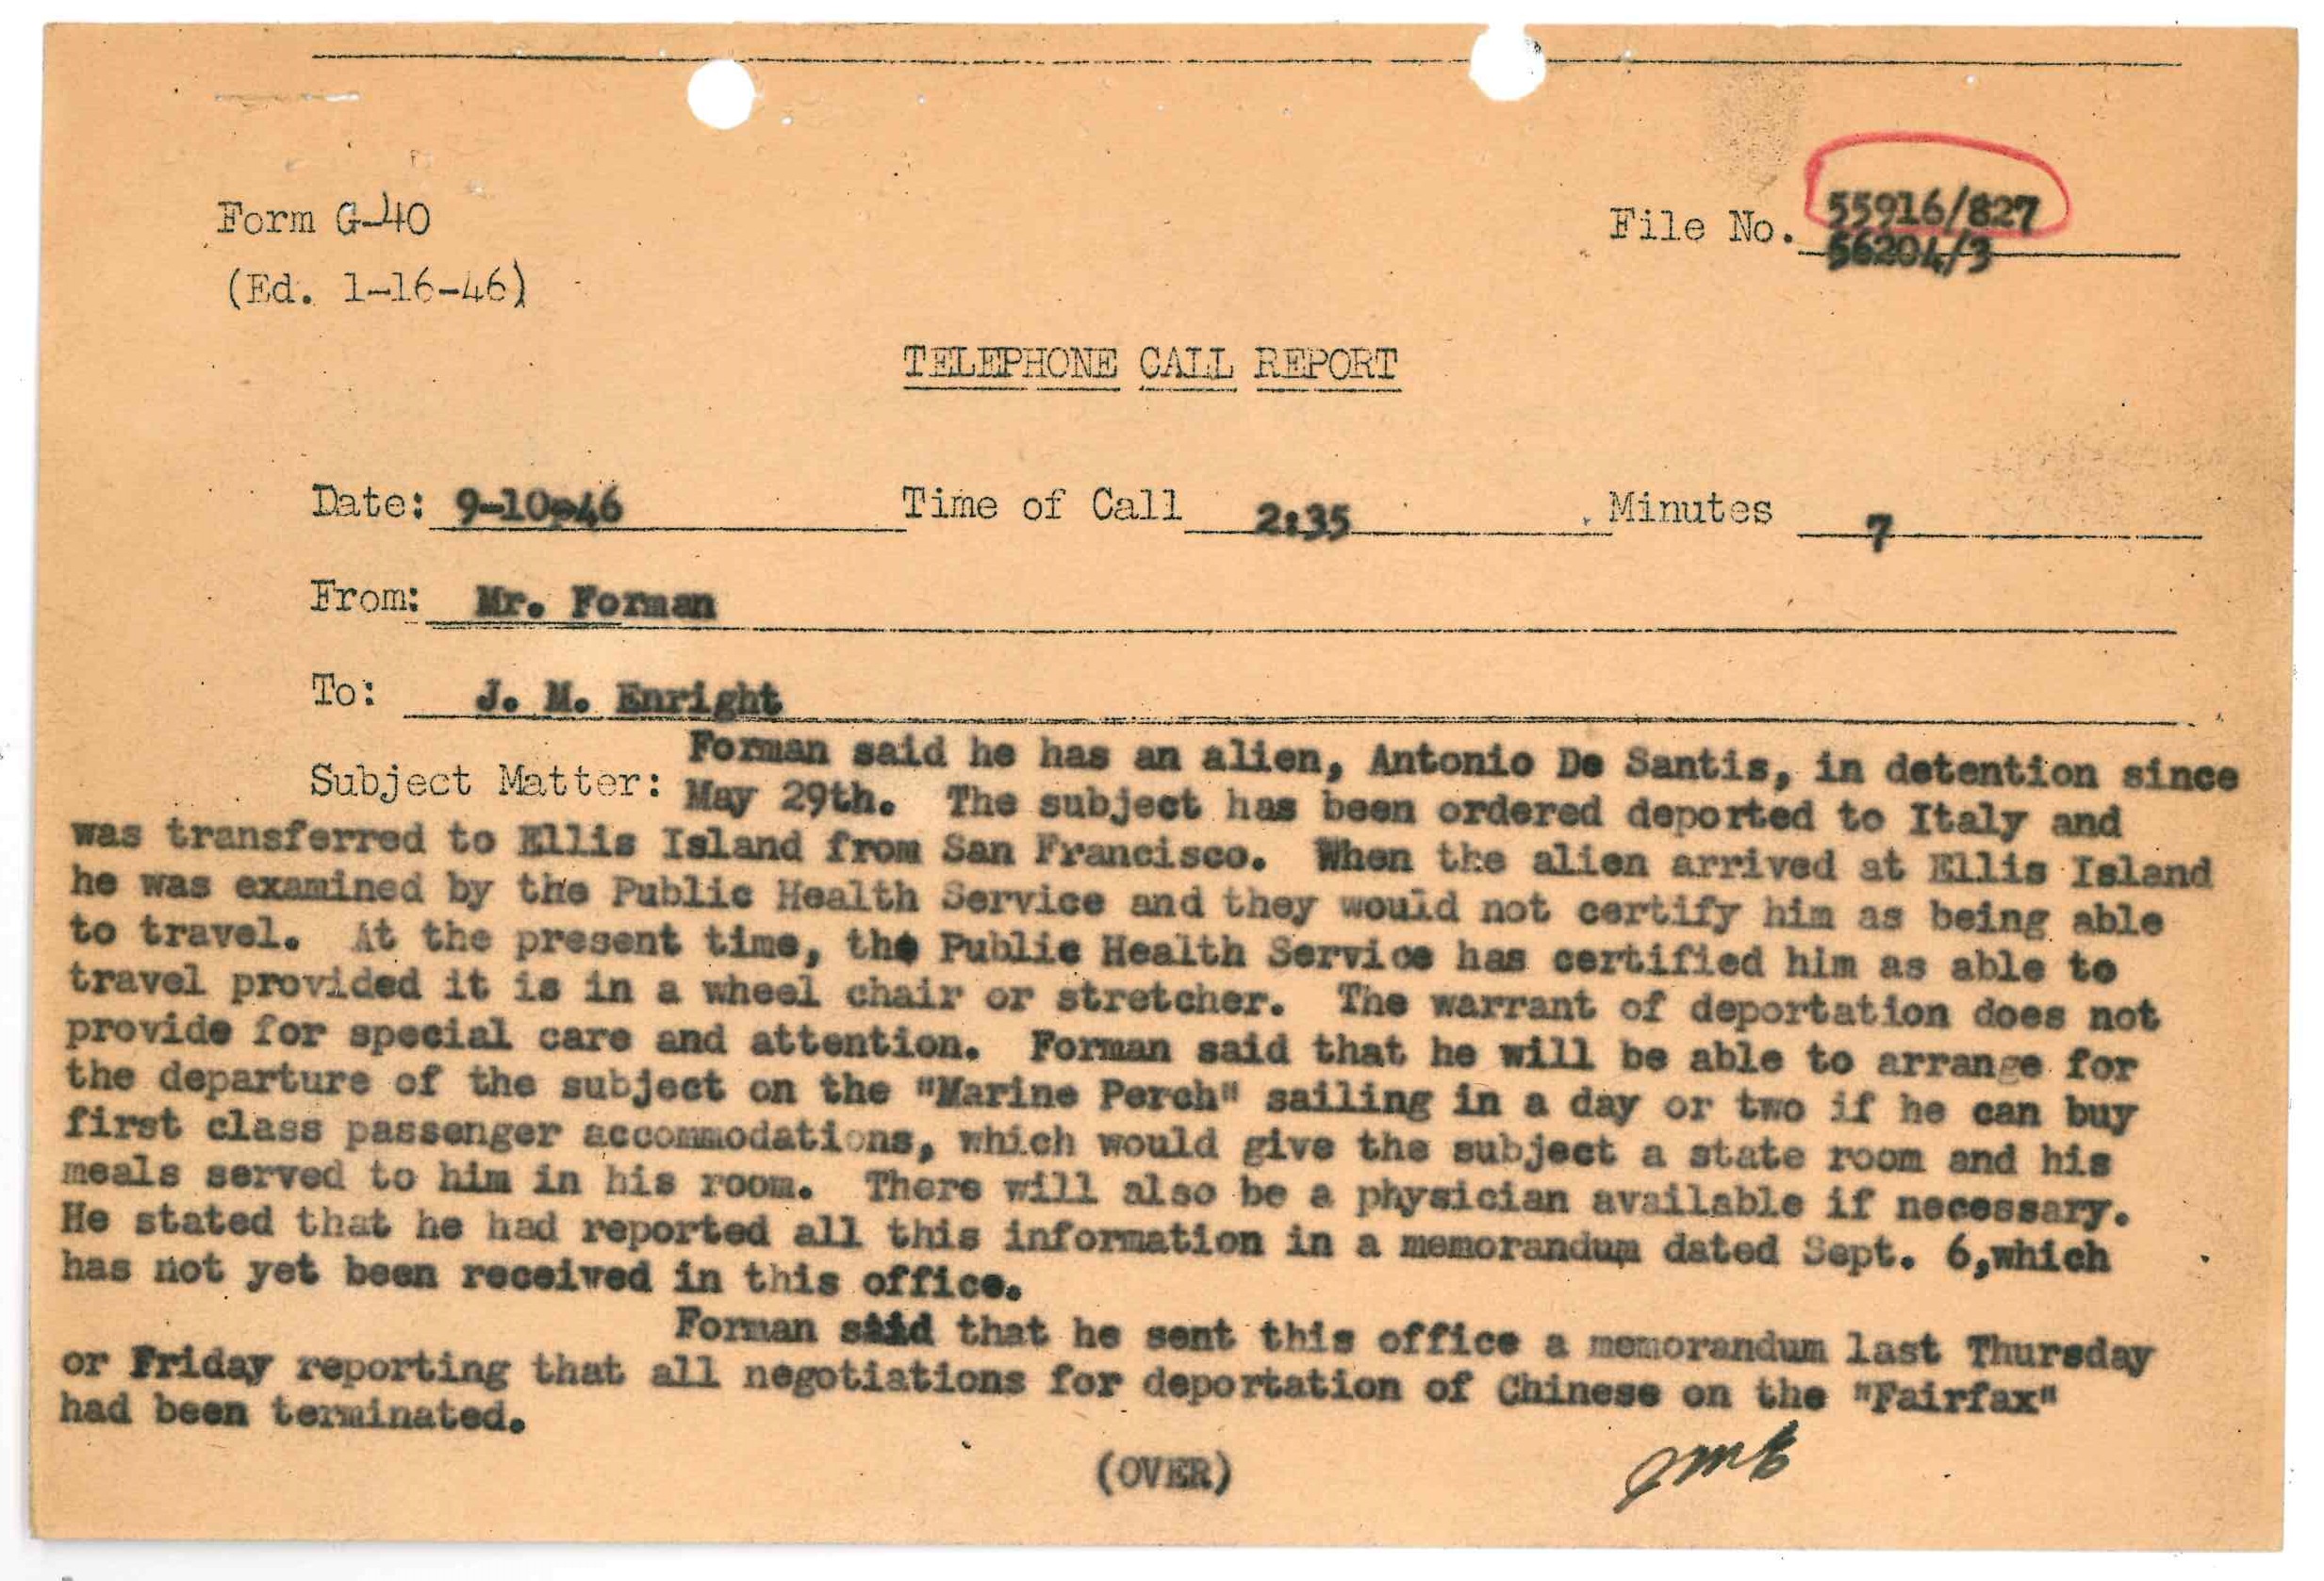 Form G-40
File No. 55916/827
56204/3
(Ed. 1-16-46)
TELEPHONE CALL REPORT
Date: 9-10-46 Time of Call 2:35 Minutes 7
From: Mr. Forman
To: J. M. Enright
Subject Matter: Forman said he has an alien, Antonio De Santis, in detention since
May 29th. The subject has been ordered deported to Italy and
was transferred to Ellis Island from San Francisco. When the alien arrived at Ellis Island
he was examined by the Public Health Service and they would not certify him as being able
to travel. At the present time, the Public Health Service has certified him as able to
travel provided it is in a wheel chair or stretcher. The warrant of deportation does not
provide for special care and attention. Forman said that he will be able to arrange for
the departure of the subject on the "Marine Perch" sailing in a day or two if he can buy
first class passenger accommodations, which would give the subject a state room and his
meals served to him in his room. There will also be a physician available if necessary.
He stated that he had reported all this information in a memorandum dated Sept. 6,which
has not yet been received in this office.
Forman said that he sent this office a memorandum last Thursday
or Friday reporting that all negotiations for deportation of Chinese on the "Fairfax"
had been terminated.
(OVER)
JME